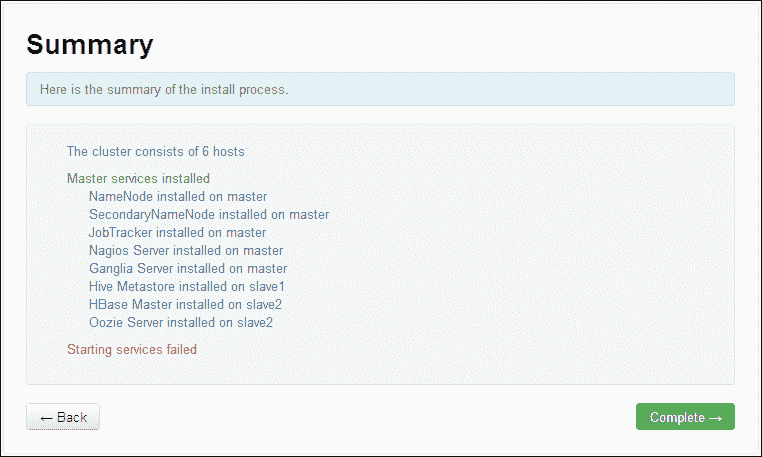 Summary
Here is the summary of the install process.
The cluster consists of 6 hosts
Master services installed
NameNode installed on master
SecondaryNameNode installed on master
JobTracker installed on master
Nagios Server installed on master
Ganglia Server installed on master
Hive Metastore installed on slave1
HBase Master installed on slave2
Oozie Server installed on slave2
Starting services failed
← Back
Complete →